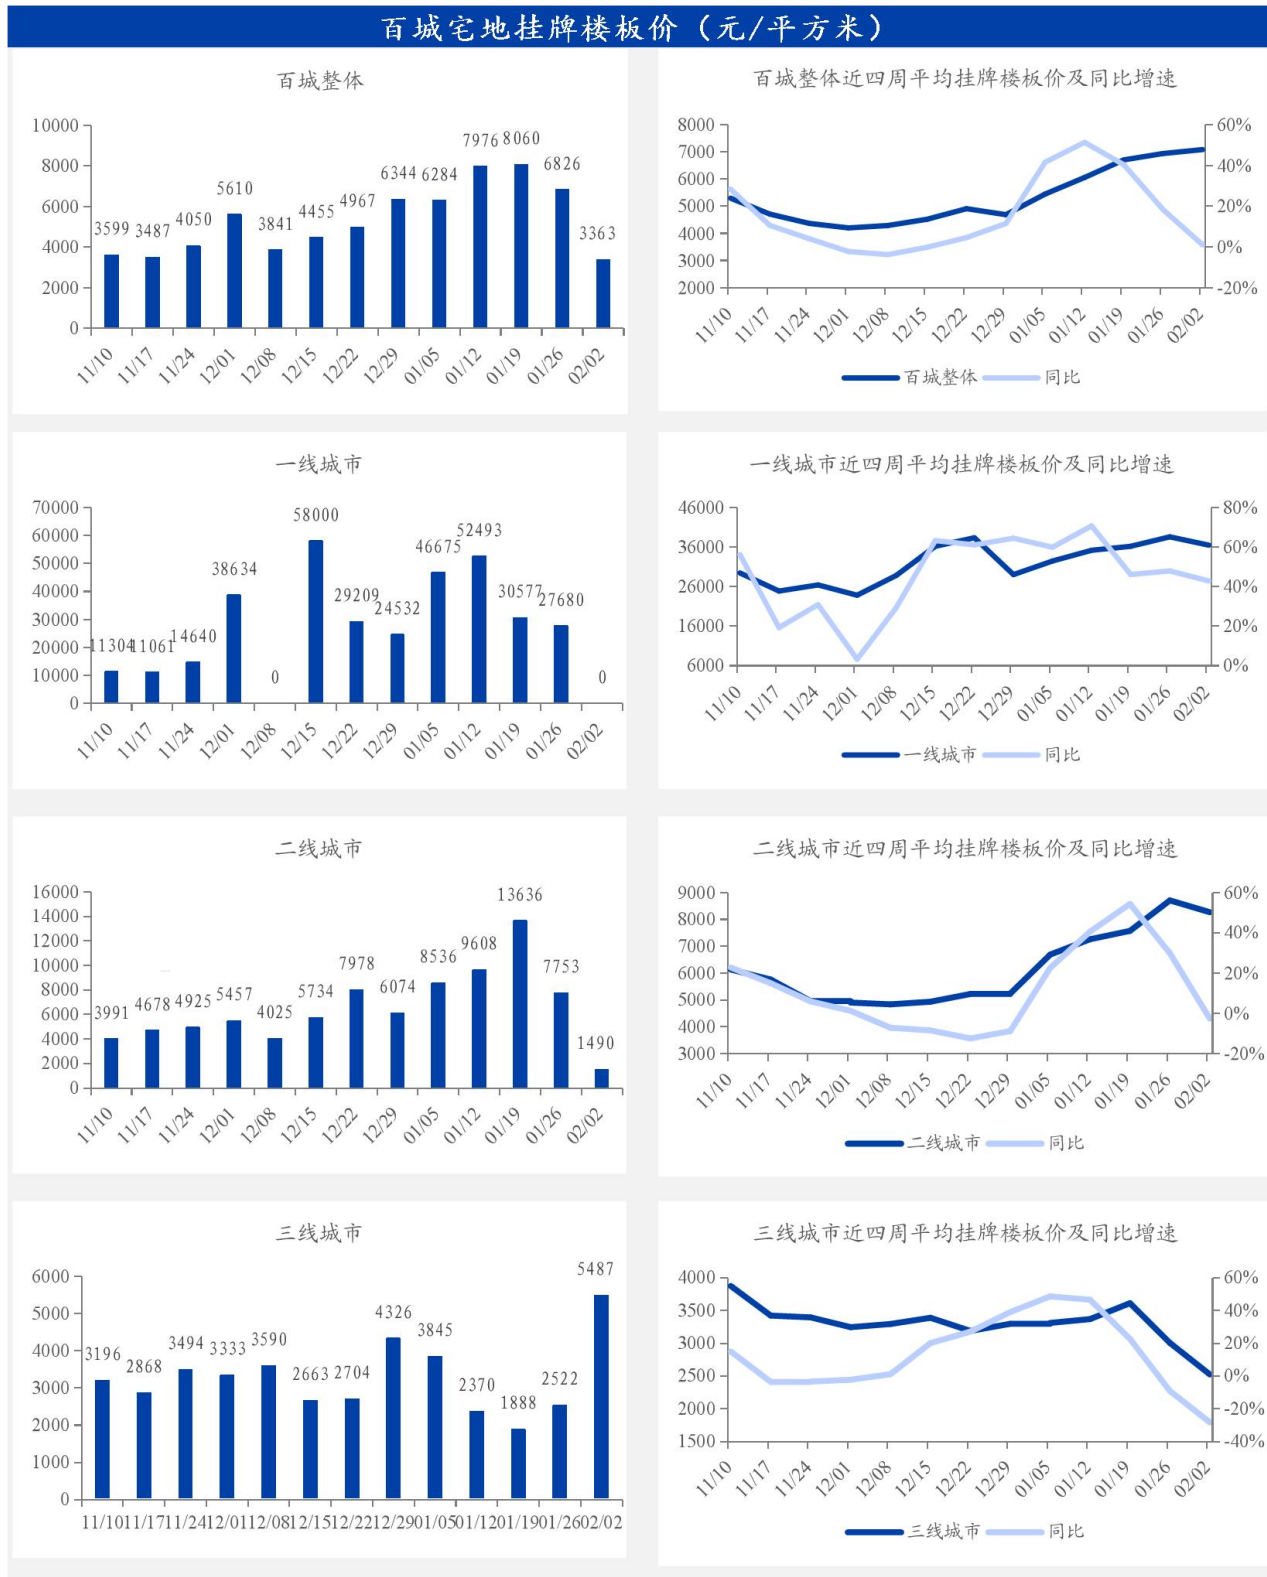 百城宅地挂牌楼板价（元/平方米）
百城整体
10000
8000
6000
4000
2000
0
3599 3487 4050 5610 3841 4455 4967 6344 6284 7976 8060 6826 3363
11/10 11/17 11/24 12/01 12/08 12/15 12/22 12/29 01/05 01/12 01/19 01/26 02/02
百城整体近四周平均挂牌楼板价及同比增速
8000 60%
7000 40%
6000 20%
5000 0%
4000 -20%
3000
2000
11/10 11/17 11/24 12/01 12/08 12/15 12/22 12/29 01/05 01/12 01/19 01/26 02/02
百城整体 同比
一线城市
70000
60000
50000
40000
30000
20000
10000
0
11304 11061 14640 38634 0 58000 29209 24532 46675 52493 30577 27680 0
11/10 11/17 11/24 12/01 12/08 12/15 12/22 12/29 01/05 01/12 01/19 01/26 02/02
一线城市近四周平均挂牌楼板价及同比增速
46000 80%
36000 60%
26000 40%
16000 20%
6000 0%
11/10 11/17 11/24 12/01 12/08 12/15 12/22 12/29 01/05 01/12 01/19 01/26 02/02
一线城市 同比
二线城市
16000
14000
12000
10000
8000
6000
4000
2000
0
3991 4678 4925 5457 4025 5734 7978 6074 8536 9608 13636 7753 1490
11/10 11/17 11/24 12/01 12/08 12/15 12/22 12/29 01/05 01/12 01/19 01/26 02/02
二线城市近四周平均挂牌楼板价及同比增速
9000 60%
8000 40%
7000 20%
6000 0%
5000 -20%
4000
3000
11/10 11/17 11/24 12/01 12/08 12/15 12/22 12/29 01/05 01/12 01/19 01/26 02/02
二线城市 同比
三线城市
6000
5000
4000
3000
2000
1000
0
3196 2868 3494 3333 3590 2663 2704 4326 3845 2370 1888 2522 5487
11/10 11/17 11/24 12/01 12/08 12/15 12/22 12/29 01/05 01/12 01/19 01/26 02/02
三线城市近四周平均挂牌楼板价及同比增速
4000 60%
3500 40%
3000 20%
2500 0%
2000 -20%
1500 -40%
11/10 11/17 11/24 12/01 12/08 12/15 12/22 12/29 01/05 01/12 01/19 01/26 02/02
三线城市 同比